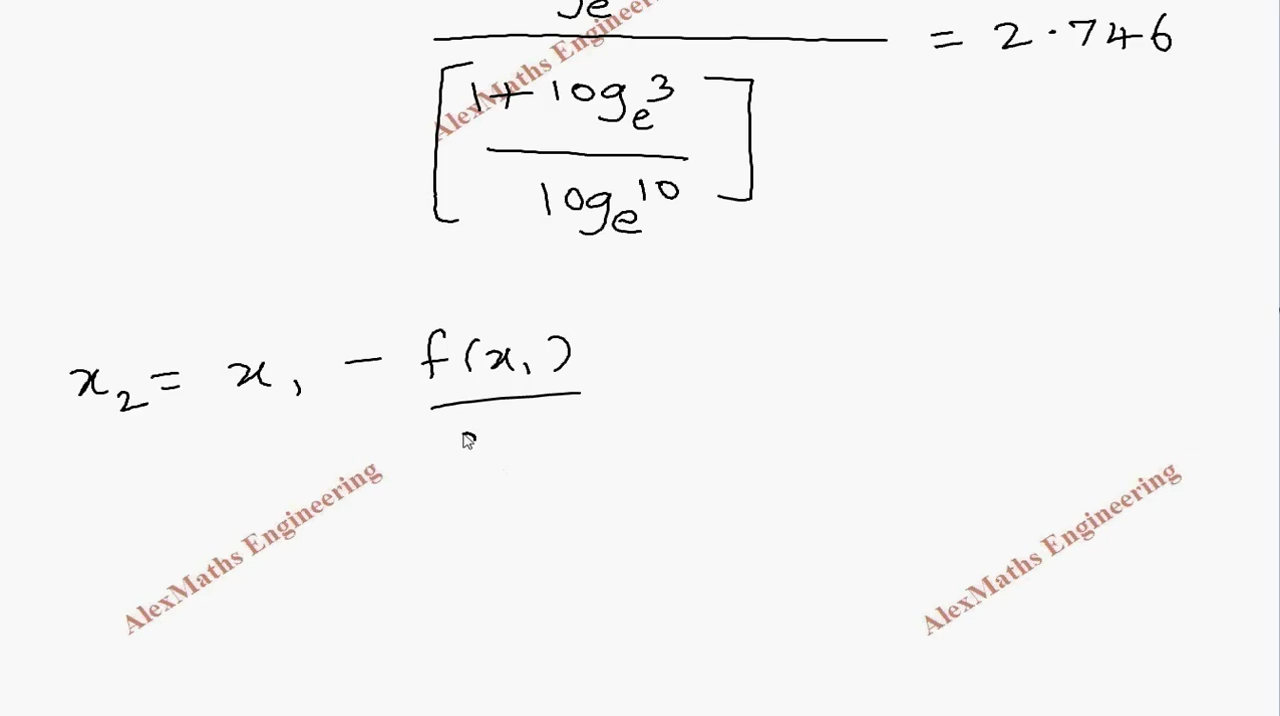 = 2.746
1 + log_e 3
log_e 10
x_2 = x_1 - f(x_1)
AlexMaths Engineering
AlexMaths Engineering
AlexMaths Engineering